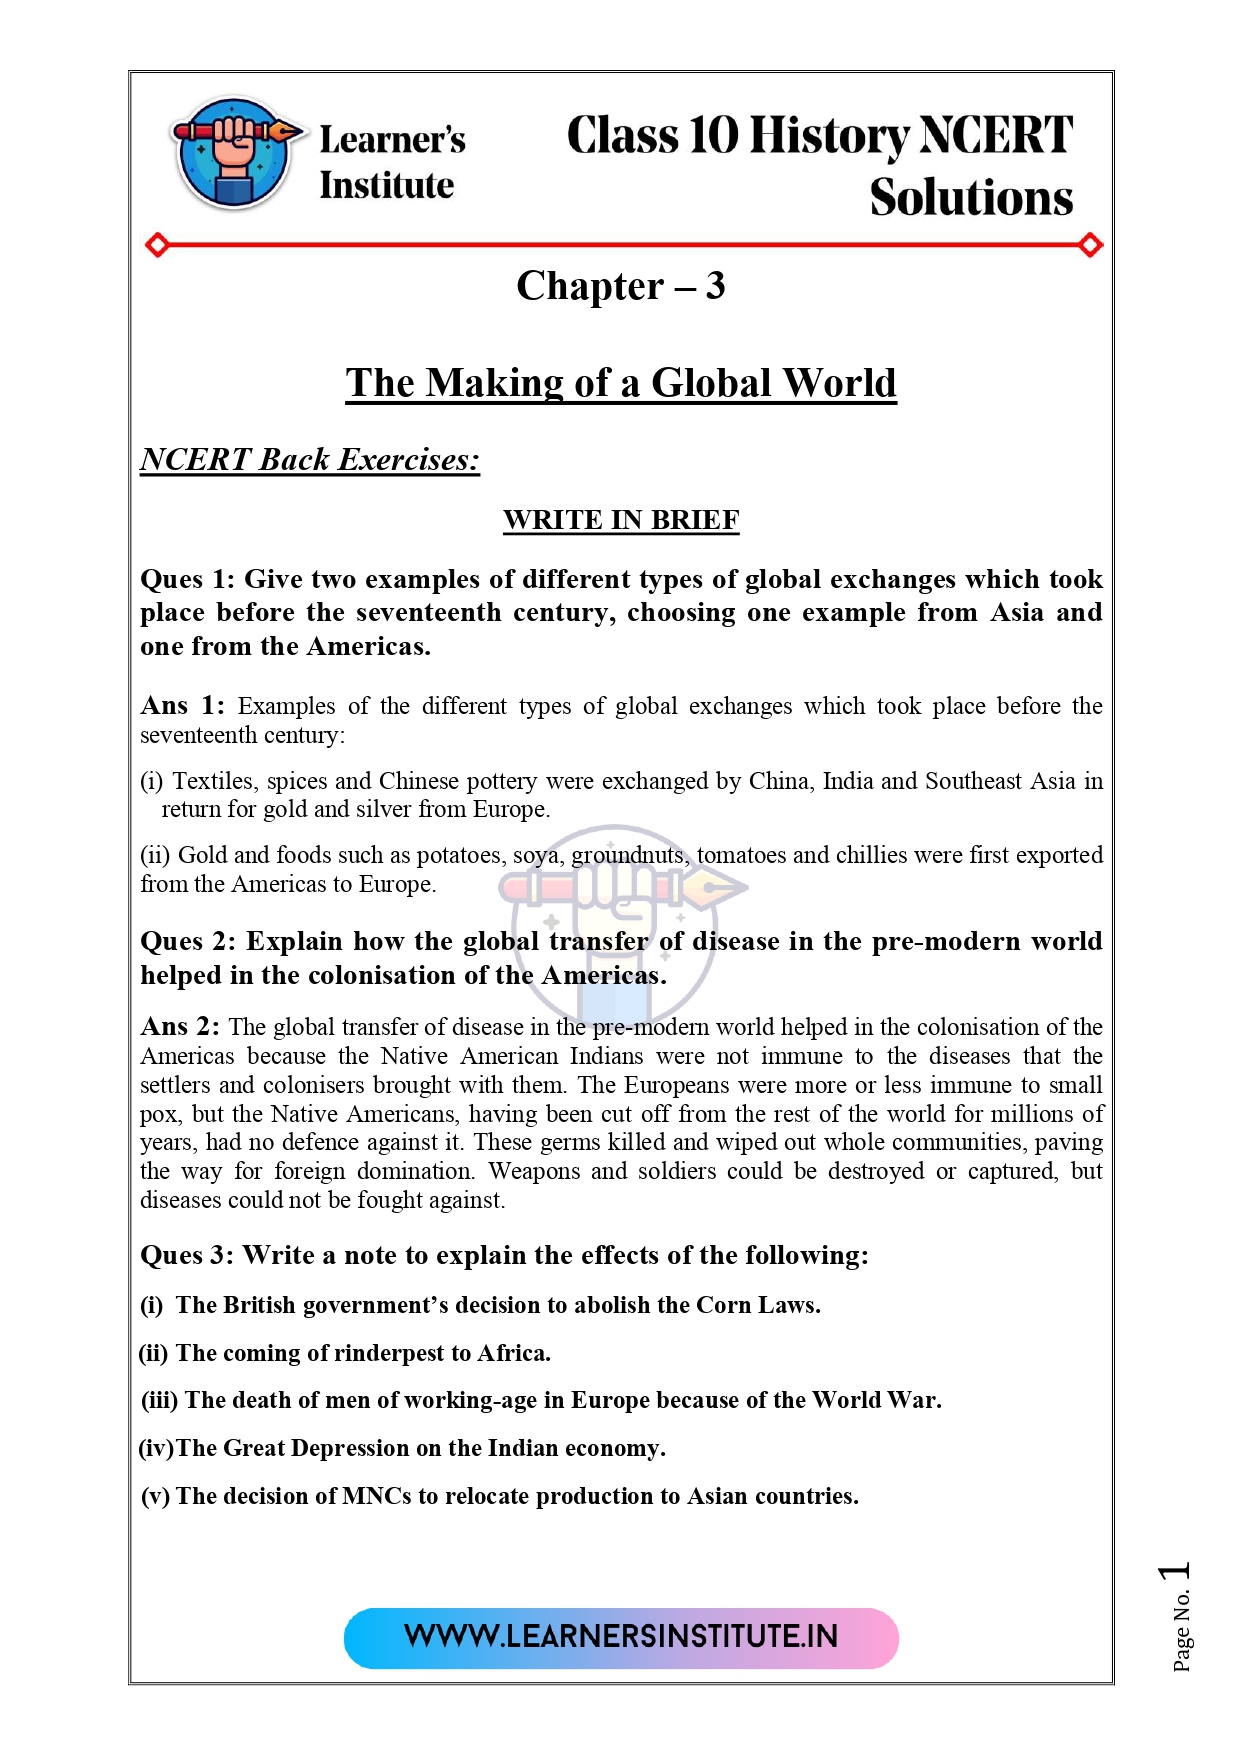 Learner's
Institute
Class 10 History NCERT
Solutions
Chapter – 3
The Making of a Global World
NCERT Back Exercises:
WRITE IN BRIEF
Ques 1: Give two examples of different types of global exchanges which took
place before the seventeenth century, choosing one example from Asia and
one from the Americas.
Ans 1: Examples of the different types of global exchanges which took place before the
seventeenth century:
(i) Textiles, spices and Chinese pottery were exchanged by China, India and Southeast Asia in
return for gold and silver from Europe.
(ii) Gold and foods such as potatoes, soya, groundnuts, tomatoes and chillies were first exported
from the Americas to Europe.
Ques 2: Explain how the global transfer of disease in the pre-modern world
helped in the colonisation of the Americas.
Ans 2: The global transfer of disease in the pre-modern world helped in the colonisation of the
Americas because the Native American Indians were not immune to the diseases that the
settlers and colonisers brought with them. The Europeans were more or less immune to small
pox, but the Native Americans, having been cut off from the rest of the world for millions of
years, had no defence against it. These germs killed and wiped out whole communities, paving
the way for foreign domination. Weapons and soldiers could be destroyed or captured, but
diseases could not be fought against.
Ques 3: Write a note to explain the effects of the following:
(i) The British government’s decision to abolish the Corn Laws.
(ii) The coming of rinderpest to Africa.
(iii) The death of men of working-age in Europe because of the World War.
(iv)The Great Depression on the Indian economy.
(v) The decision of MNCs to relocate production to Asian countries.
WWW.LEARNERSINSTITUTE.IN
Page No. 1